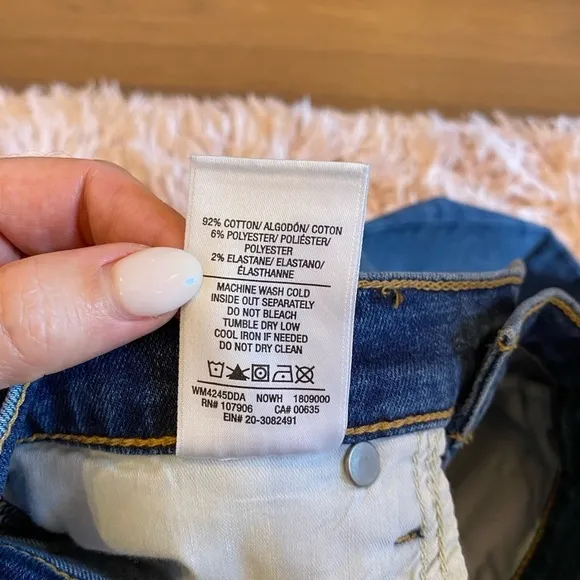 92% COTTON/ ALGODÓN/ COTON
6% POLYESTER/ POLIÉSTER/
POLYESTER
2% ELASTANE/ ELASTANO/
ÉLASTHANNE
MACHINE WASH COLD
INSIDE OUT SEPARATELY
DO NOT BLEACH
TUMBLE DRY LOW
COOL IRON IF NEEDED
DO NOT DRY CLEAN
WM4245DDA NOWH 1809000
RN# 107906 CA# 00635
EIN# 20-3082491